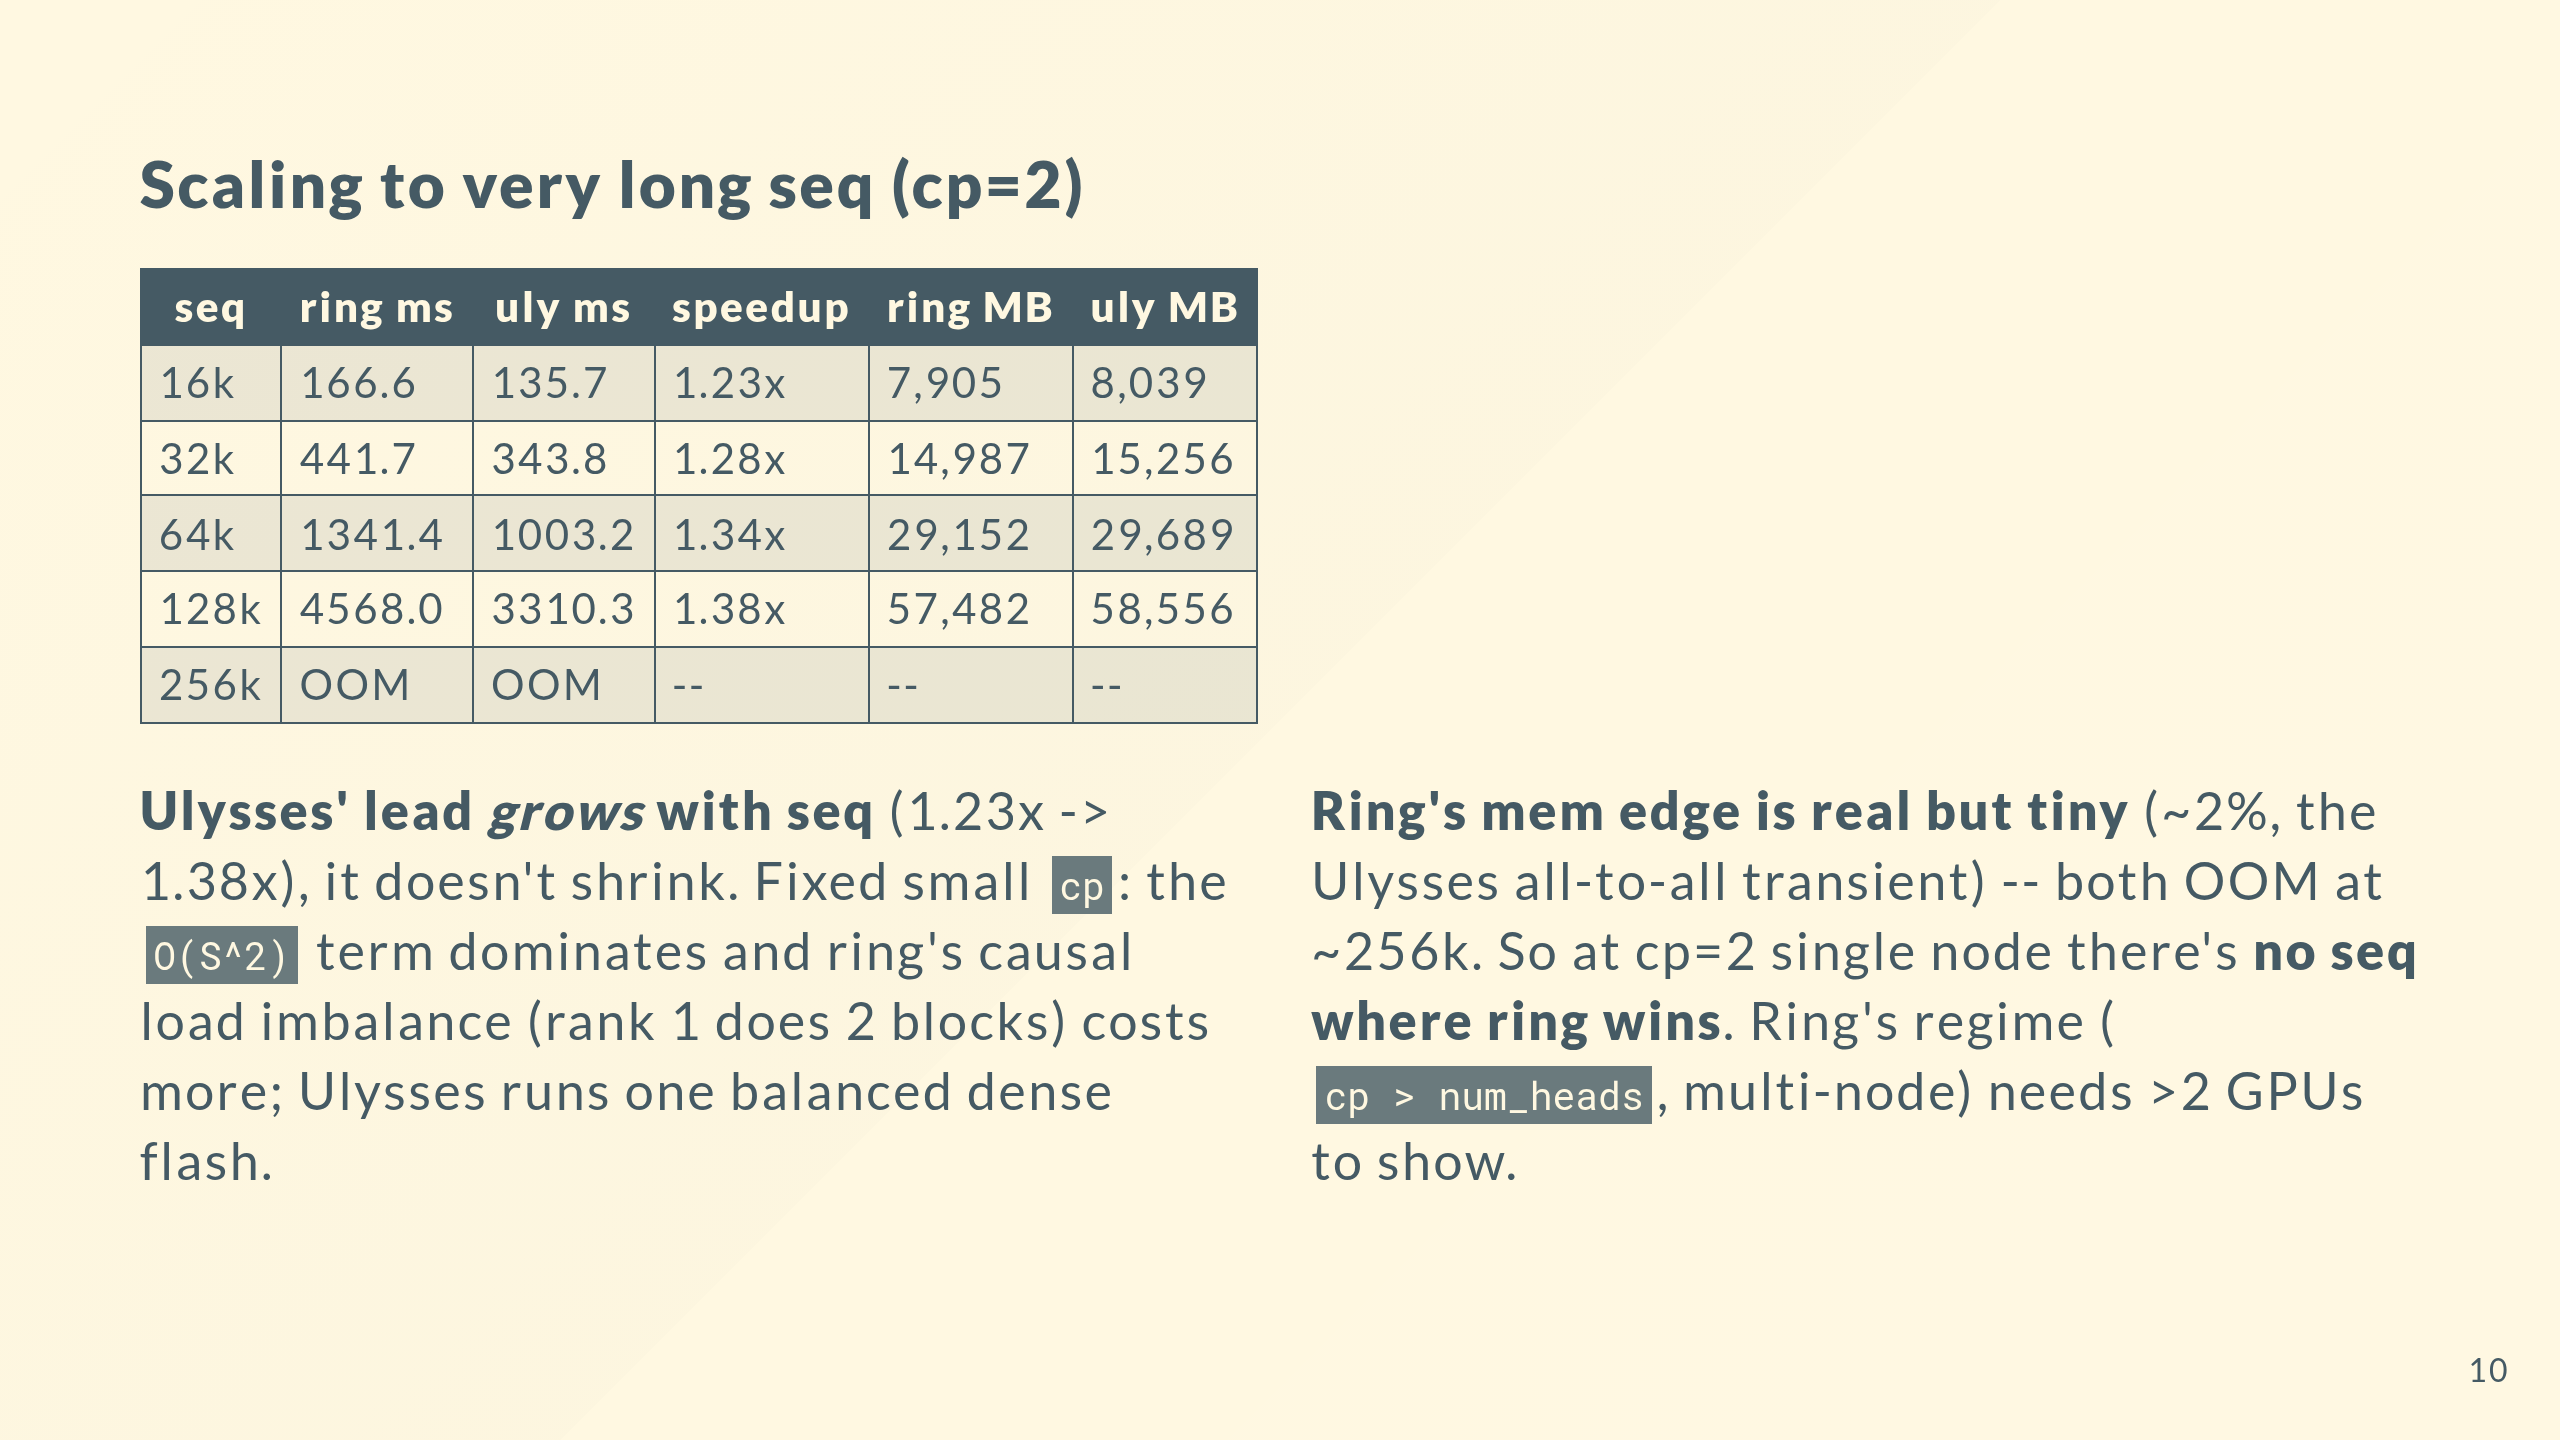 Scaling to very long seq (cp=2)
seq ring ms uly ms speedup ring MB uly MB
16k 166.6 135.7 1.23x 7,905 8,039
32k 441.7 343.8 1.28x 14,987 15,256
64k 1341.4 1003.2 1.34x 29,152 29,689
128k 4568.0 3310.3 1.38x 57,482 58,556
256k OOM OOM -- -- --
Ulysses' lead grows with seq (1.23x ->
1.38x), it doesn't shrink. Fixed small cp: the
O(S^2) term dominates and ring's causal
load imbalance (rank 1 does 2 blocks) costs
more; Ulysses runs one balanced dense
flash.
Ring's mem edge is real but tiny (~2%, the
Ulysses all-to-all transient) -- both OOM at
~256k. So at cp=2 single node there's no seq
where ring wins. Ring's regime (
cp > num_heads, multi-node) needs >2 GPUs
to show.
10